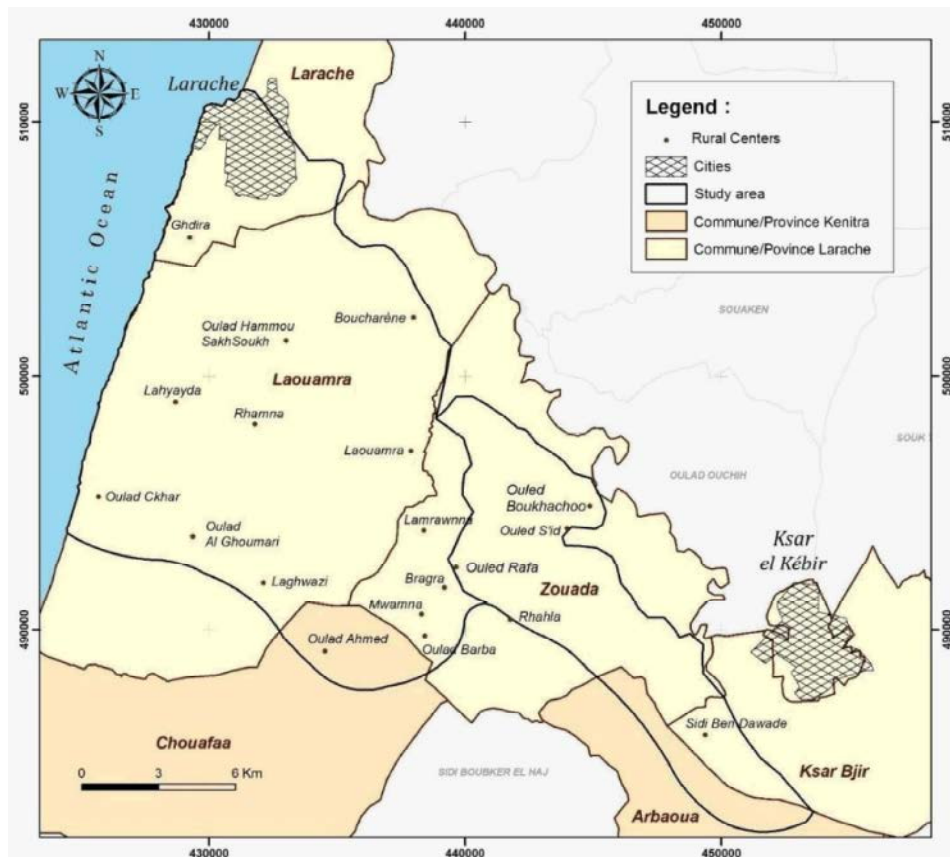 430000
440000
450000
N
W
E
S
Larache
Larache
510000
510000
Legend :
Rural Centers
Cities
Study area
Commune/Province Kenitra
Commune/Povince Larache
Atlantic Ocean
Ghdira
Boucharène
Oulad Hammou
SakhSoukh
SOUAKEN
500000
500000
Laouamra
Lahyayda
Rhamna
Laouamra
SOUK
OULAD OUCHIH
Oulad Ckhar
Ouled
Boukhachoo
Lamrawnna
Ouled S'id
Oulad
Al Ghoumari
Ksar
el Kébir
Ouled Rafa
Laghwazi
Bragra
Zouada
Mwamna
Rhahla
490000
490000
Oulad Ahmed
Oulad Barba
Sidi Ben Dawade
Chouafaa
0 3 6 Km
SIDI BOUBKER EL NAJ
Ksar Bjir
Arbaoua
430000
440000
450000